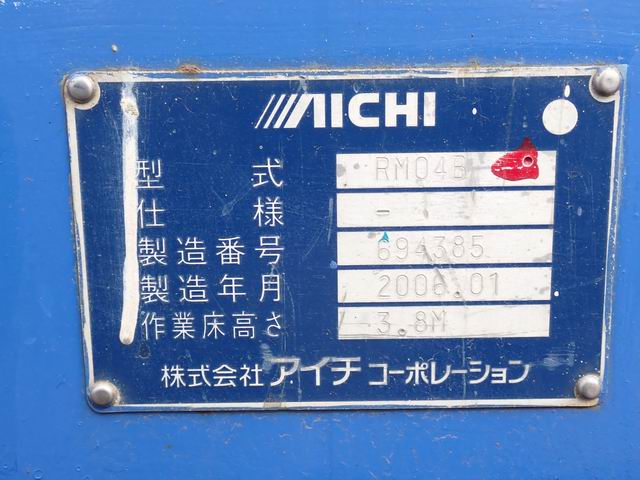 AICHI
型式 RM04B
仕様 -
製造番号 694385
製造年月 2006.01
作業床高さ 3.8M
株式会社 アイチ コーポレーション